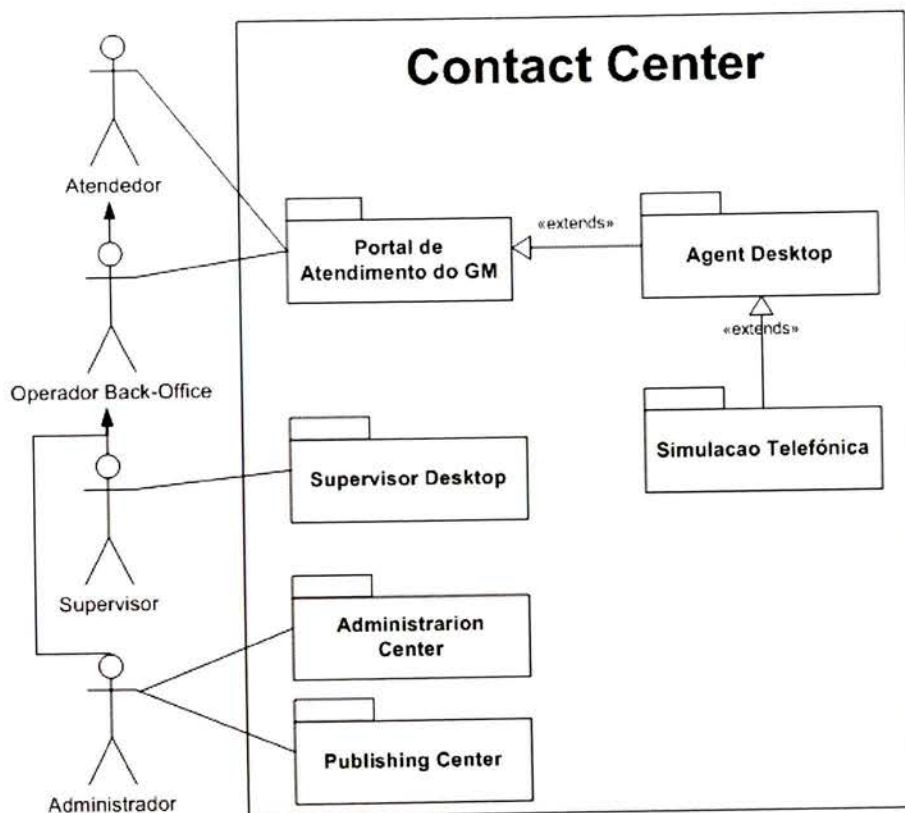 Contact Center
Atendedor
Portal de
Atendimento do GM
«extends»
Agent Desktop
«extends»
Operador Back-Office
Simulacao Telefónica
Supervisor Desktop
Supervisor
Administrarion
Center
Publishing Center
Administrador